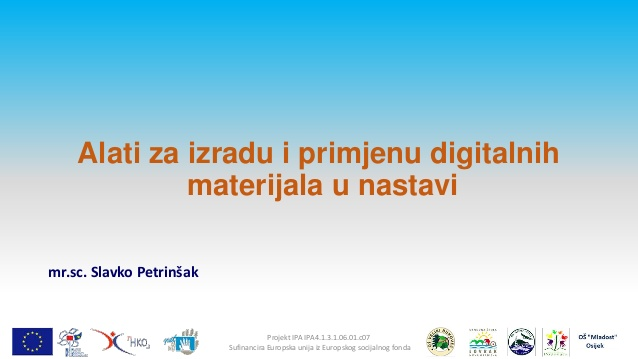 Alati za izradu i primjenu digitalnih
materijala u nastavi
mr.sc. Slavko Petrinšak
Projekt IPA IPA4.1.3.1.06.01.c07
Sufinancira Europska unija iz Europskog socijalnog fonda
HKO
OŠ "Mladost"
Osijek